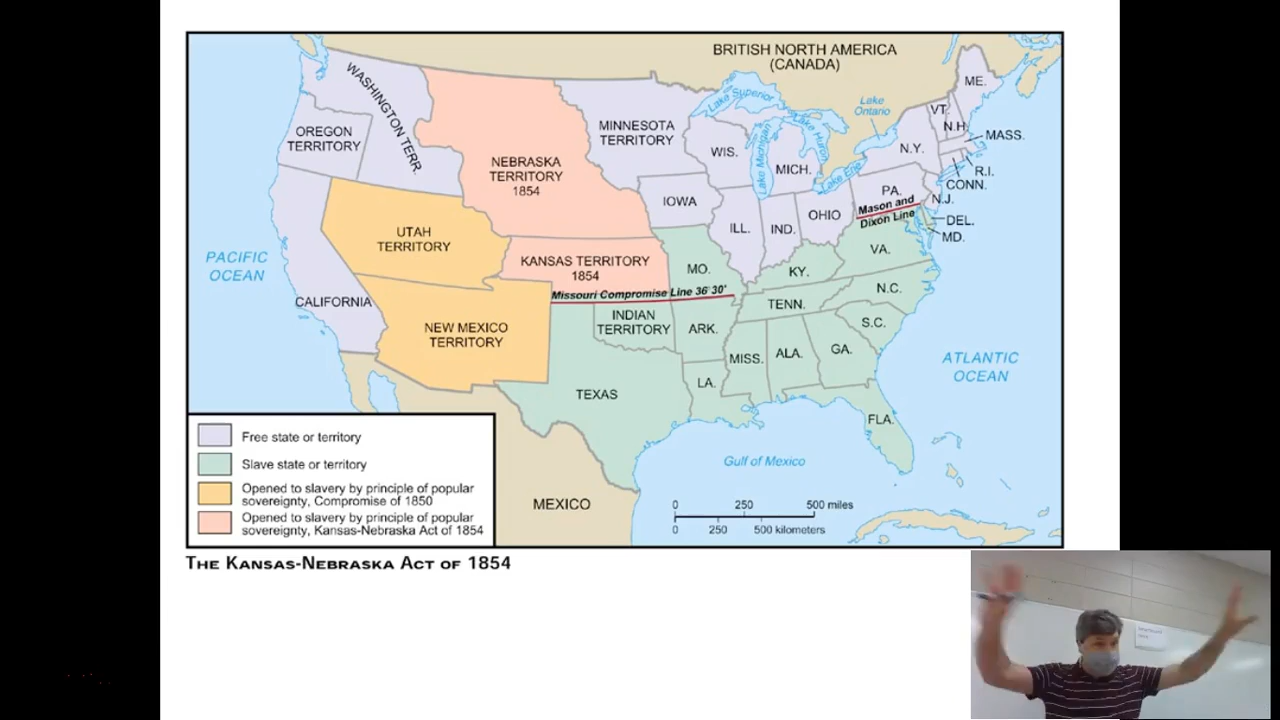 BRITISH NORTH AMERICA
(CANADA)
WASHINGTON TERR.
OREGON
TERRITORY
NEBRASKA
TERRITORY
1854
MINNESOTA
TERRITORY
Lake Superior
Lake Michigan
Lake Huron
Lake
Ontario
Lake Erie
ME.
VT.
N.H.
MASS.
R.I.
CONN.
N.Y.
WIS.
MICH.
PA.
N.J.
Mason and
Dixon Line
DEL.
MD.
IOWA
ILL.
IND.
OHIO
UTAH
TERRITORY
KANSAS TERRITORY
1854
MO.
KY.
VA.
PACIFIC
OCEAN
CALIFORNIA
Missouri Compromise Line 36°30'
NEW MEXICO
TERRITORY
INDIAN
TERRITORY
ARK.
TENN.
N.C.
S.C.
MISS.
ALA.
GA.
ATLANTIC
OCEAN
TEXAS
LA.
FLA.
Gulf of Mexico
MEXICO
0 250 500 miles
0 250 500 kilometers
Free state or territory
Slave state or territory
Opened to slavery by principle of popular
sovereignty, Compromise of 1850
Opened to slavery by principle of popular
sovereignty, Kansas-Nebraska Act of 1854
THE KANSAS-NEBRASKA ACT OF 1854